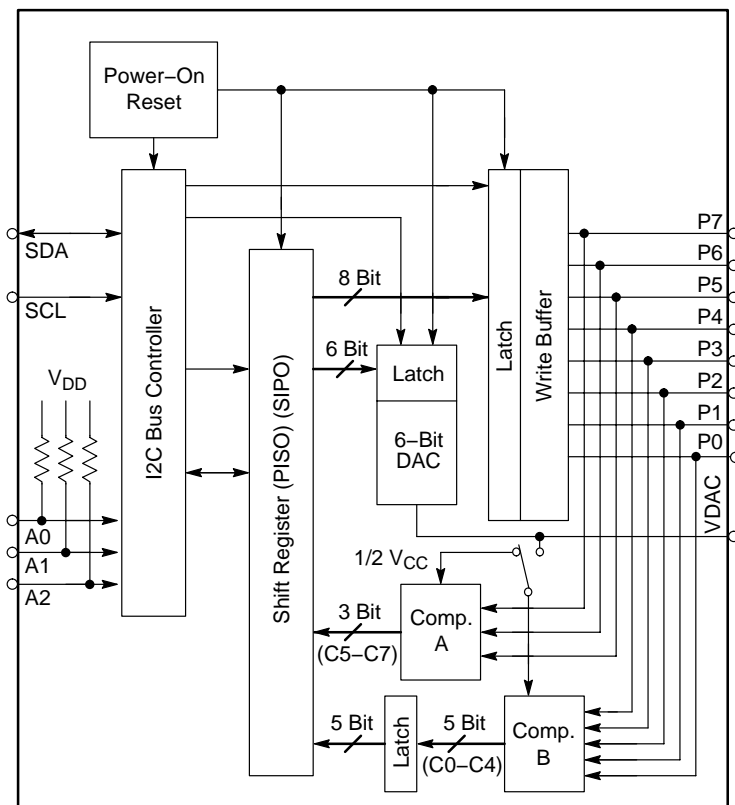 Power–On
Reset
I2C Bus Controller
Shift Register (PISO) (SIPO)
Latch
Write Buffer
SDA
SCL
VDD
A0
A1
A2
8 Bit
6 Bit
Latch
6–Bit
DAC
P7
P6
P5
P4
P3
P2
P1
P0
VDAC
1/2 VCC
Comp.
A
3 Bit
(C5–C7)
5 Bit
Latch
5 Bit
(C0–C4)
Comp.
B